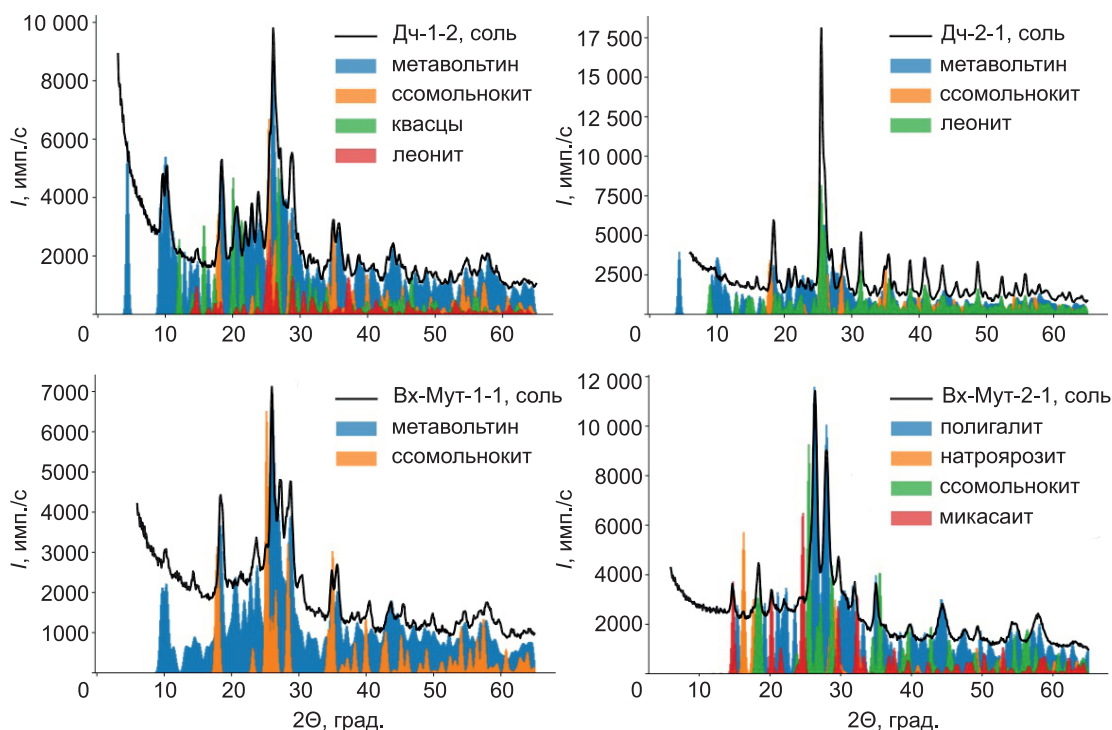 10 000
8000
6000
4000
2000
0
I, имп./с
Дч-1-2, соль
метавольтин
ссомольнокит
квасцы
леонит
10 20 30 40 50 60
17 500
15 000
12 500
10 000
7500
5000
2500
0
I, имп./с
Дч-2-1, соль
метавольтин
ссомольнокит
леонит
10 20 30 40 50 60
7000
6000
5000
4000
3000
2000
1000
0
I, имп./с
Вх-Мут-1-1, соль
метавольтин
ссомольнокит
10 20 30 40 50 60
2Θ, град.
12 000
10 000
8000
6000
4000
2000
0
I, имп./с
Вх-Мут-2-1, соль
полигалит
натроярозит
ссомольнокит
микасаит
10 20 30 40 50 60
2Θ, град.